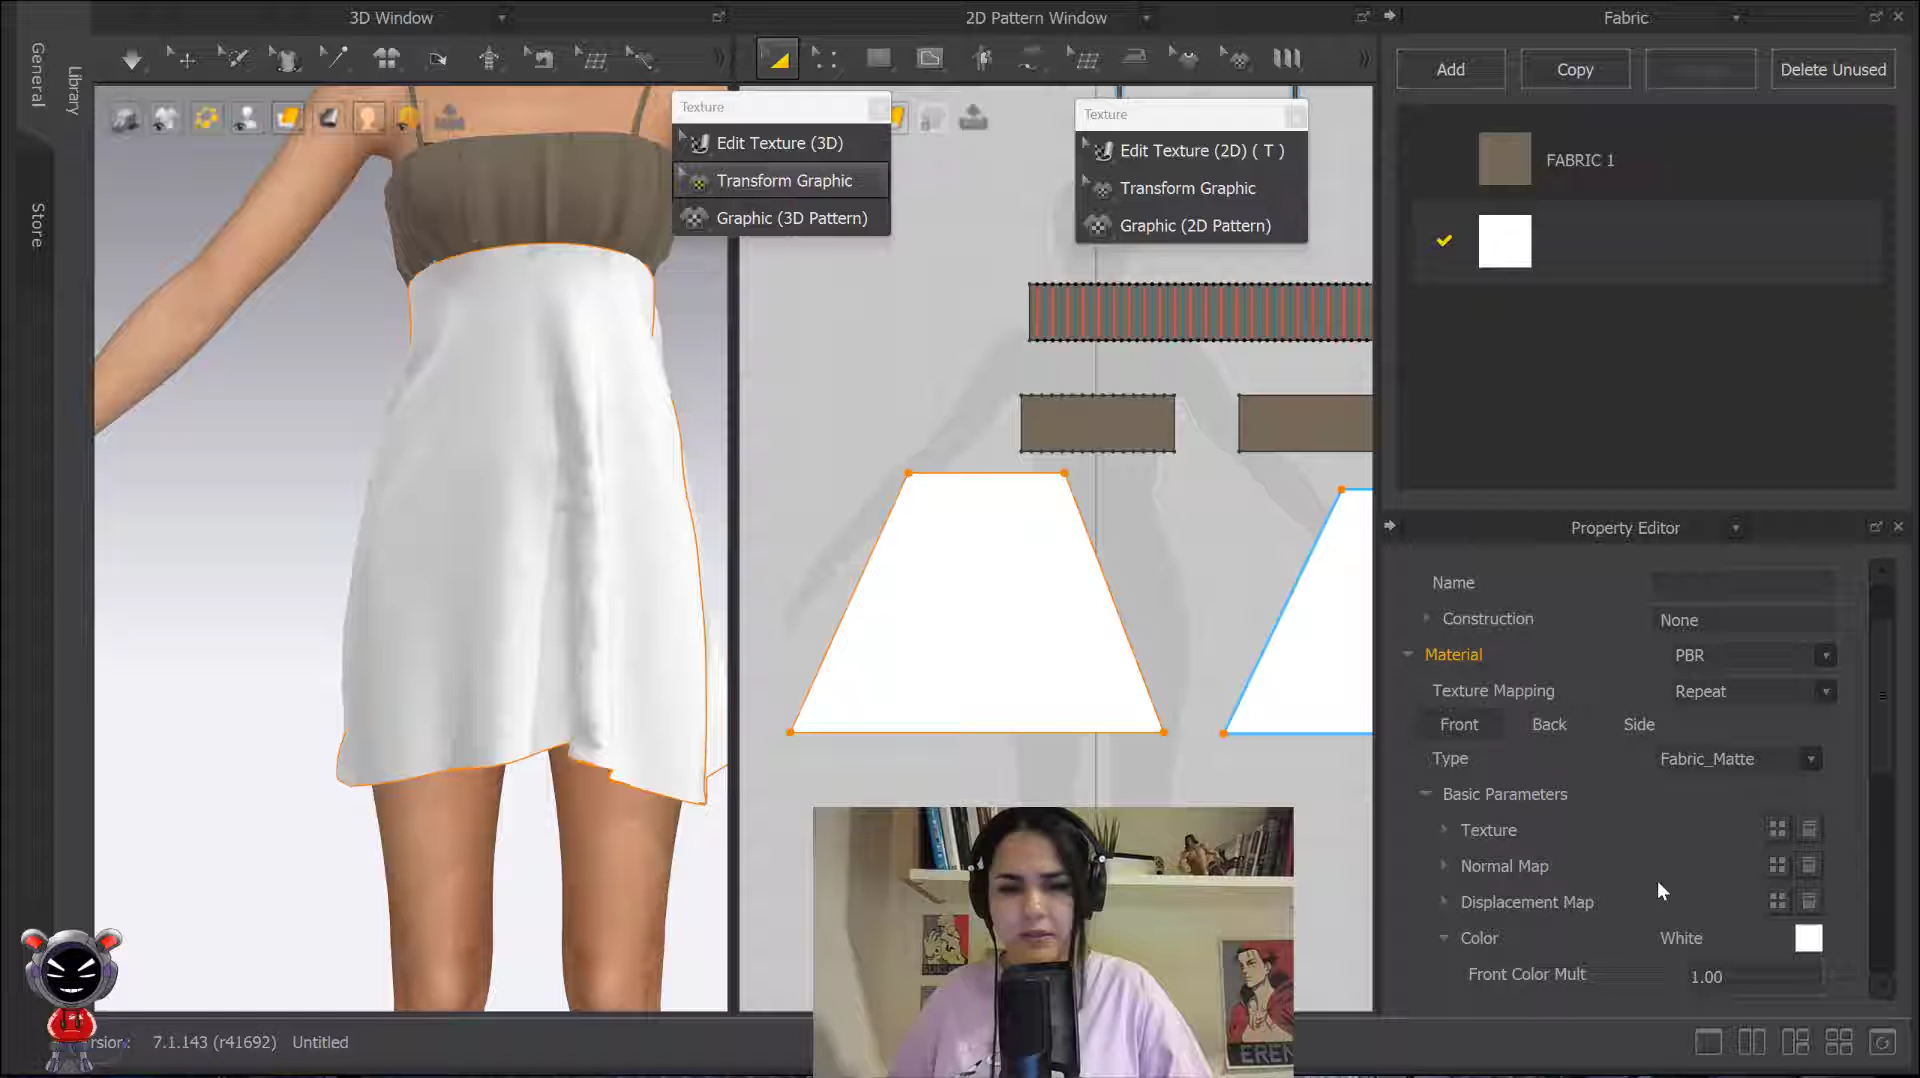 3D Window
2D Pattern Window
Fabric
General
Library
Store
Add
Copy
Delete Unused
Texture
Edit Texture (3D)
Transform Graphic
Graphic (3D Pattern)
Texture
Edit Texture (2D) ( T )
Transform Graphic
Graphic (2D Pattern)
FABRIC 1
Property Editor
Name
Construction
None
Material
PBR
Texture Mapping
Repeat
Front
Back
Side
Type
Fabric_Matte
Basic Parameters
Texture
Normal Map
Displacement Map
Color
White
Front Color Mult
1.00
rsion:
7.1.143 (r41692)
Untitled
EREN